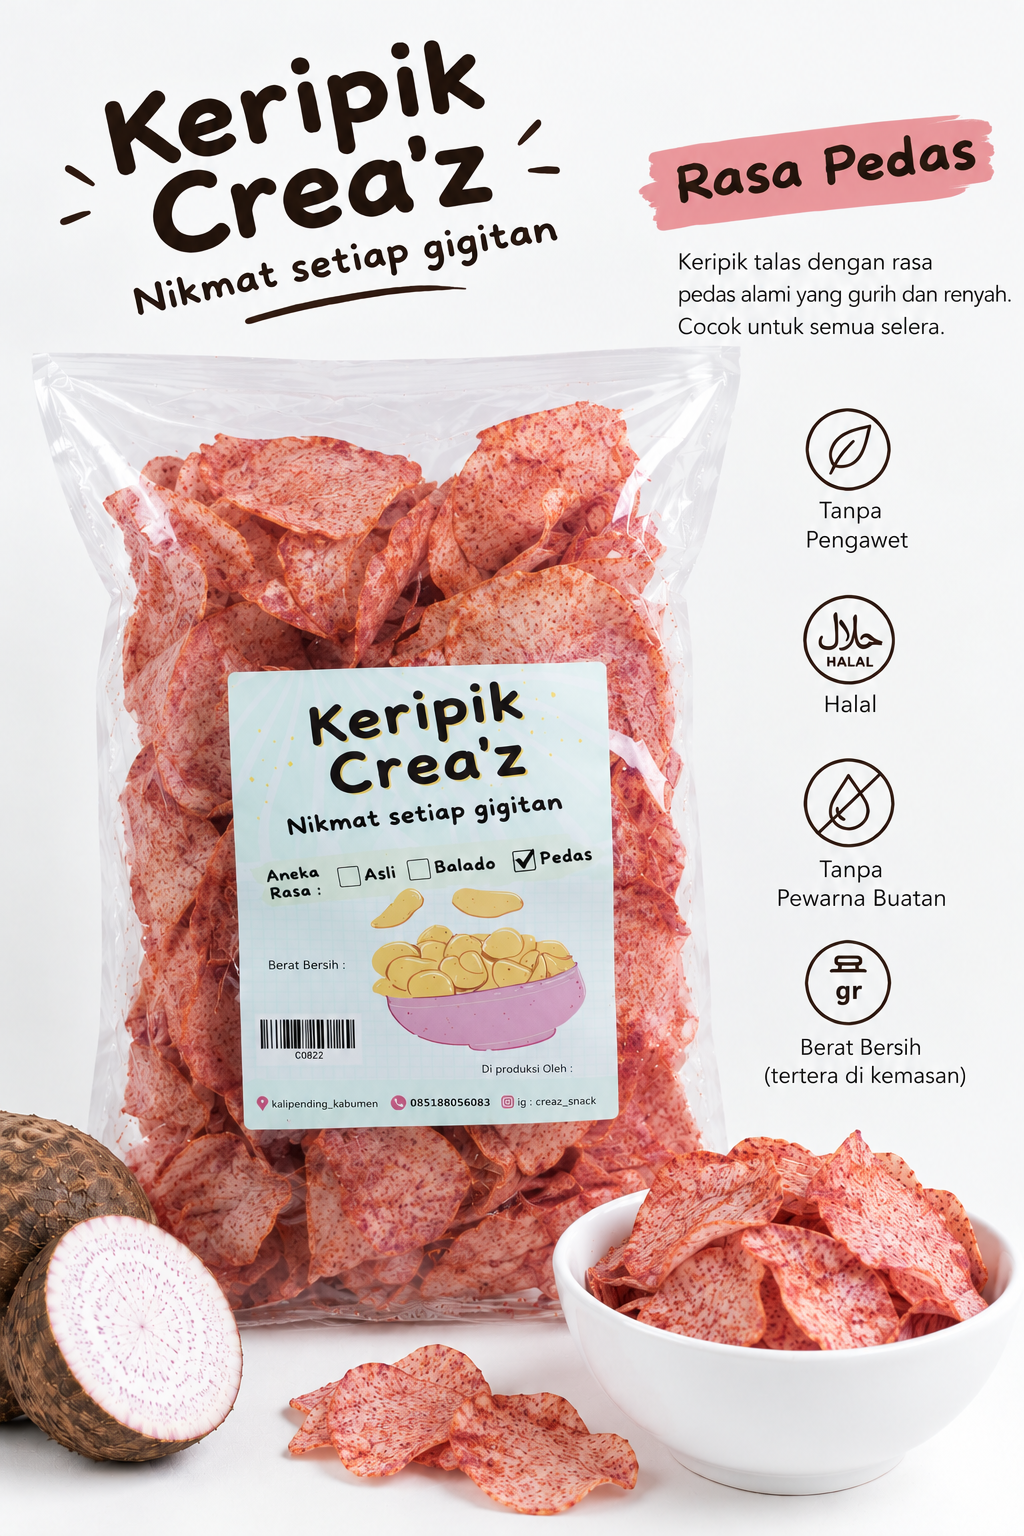 Keripik
Crea'z
Nikmat setiap gigitan
Rasa Pedas
Keripik talas dengan rasa
pedas alami yang gurih dan renyah.
Cocok untuk semua selera.
Tanpa
Pengawet
حلال
HALAL
Halal
Tanpa
Pewarna Buatan
gr
Berat Bersih
(tertera di kemasan)
Keripik
Crea'z
Nikmat setiap gigitan
Aneka
Rasa :
Asli
Balado
Pedas
Berat Bersih :
C0822
Di produksi Oleh :
kalipending_kabumen
085188056083
ig : creaz_snack